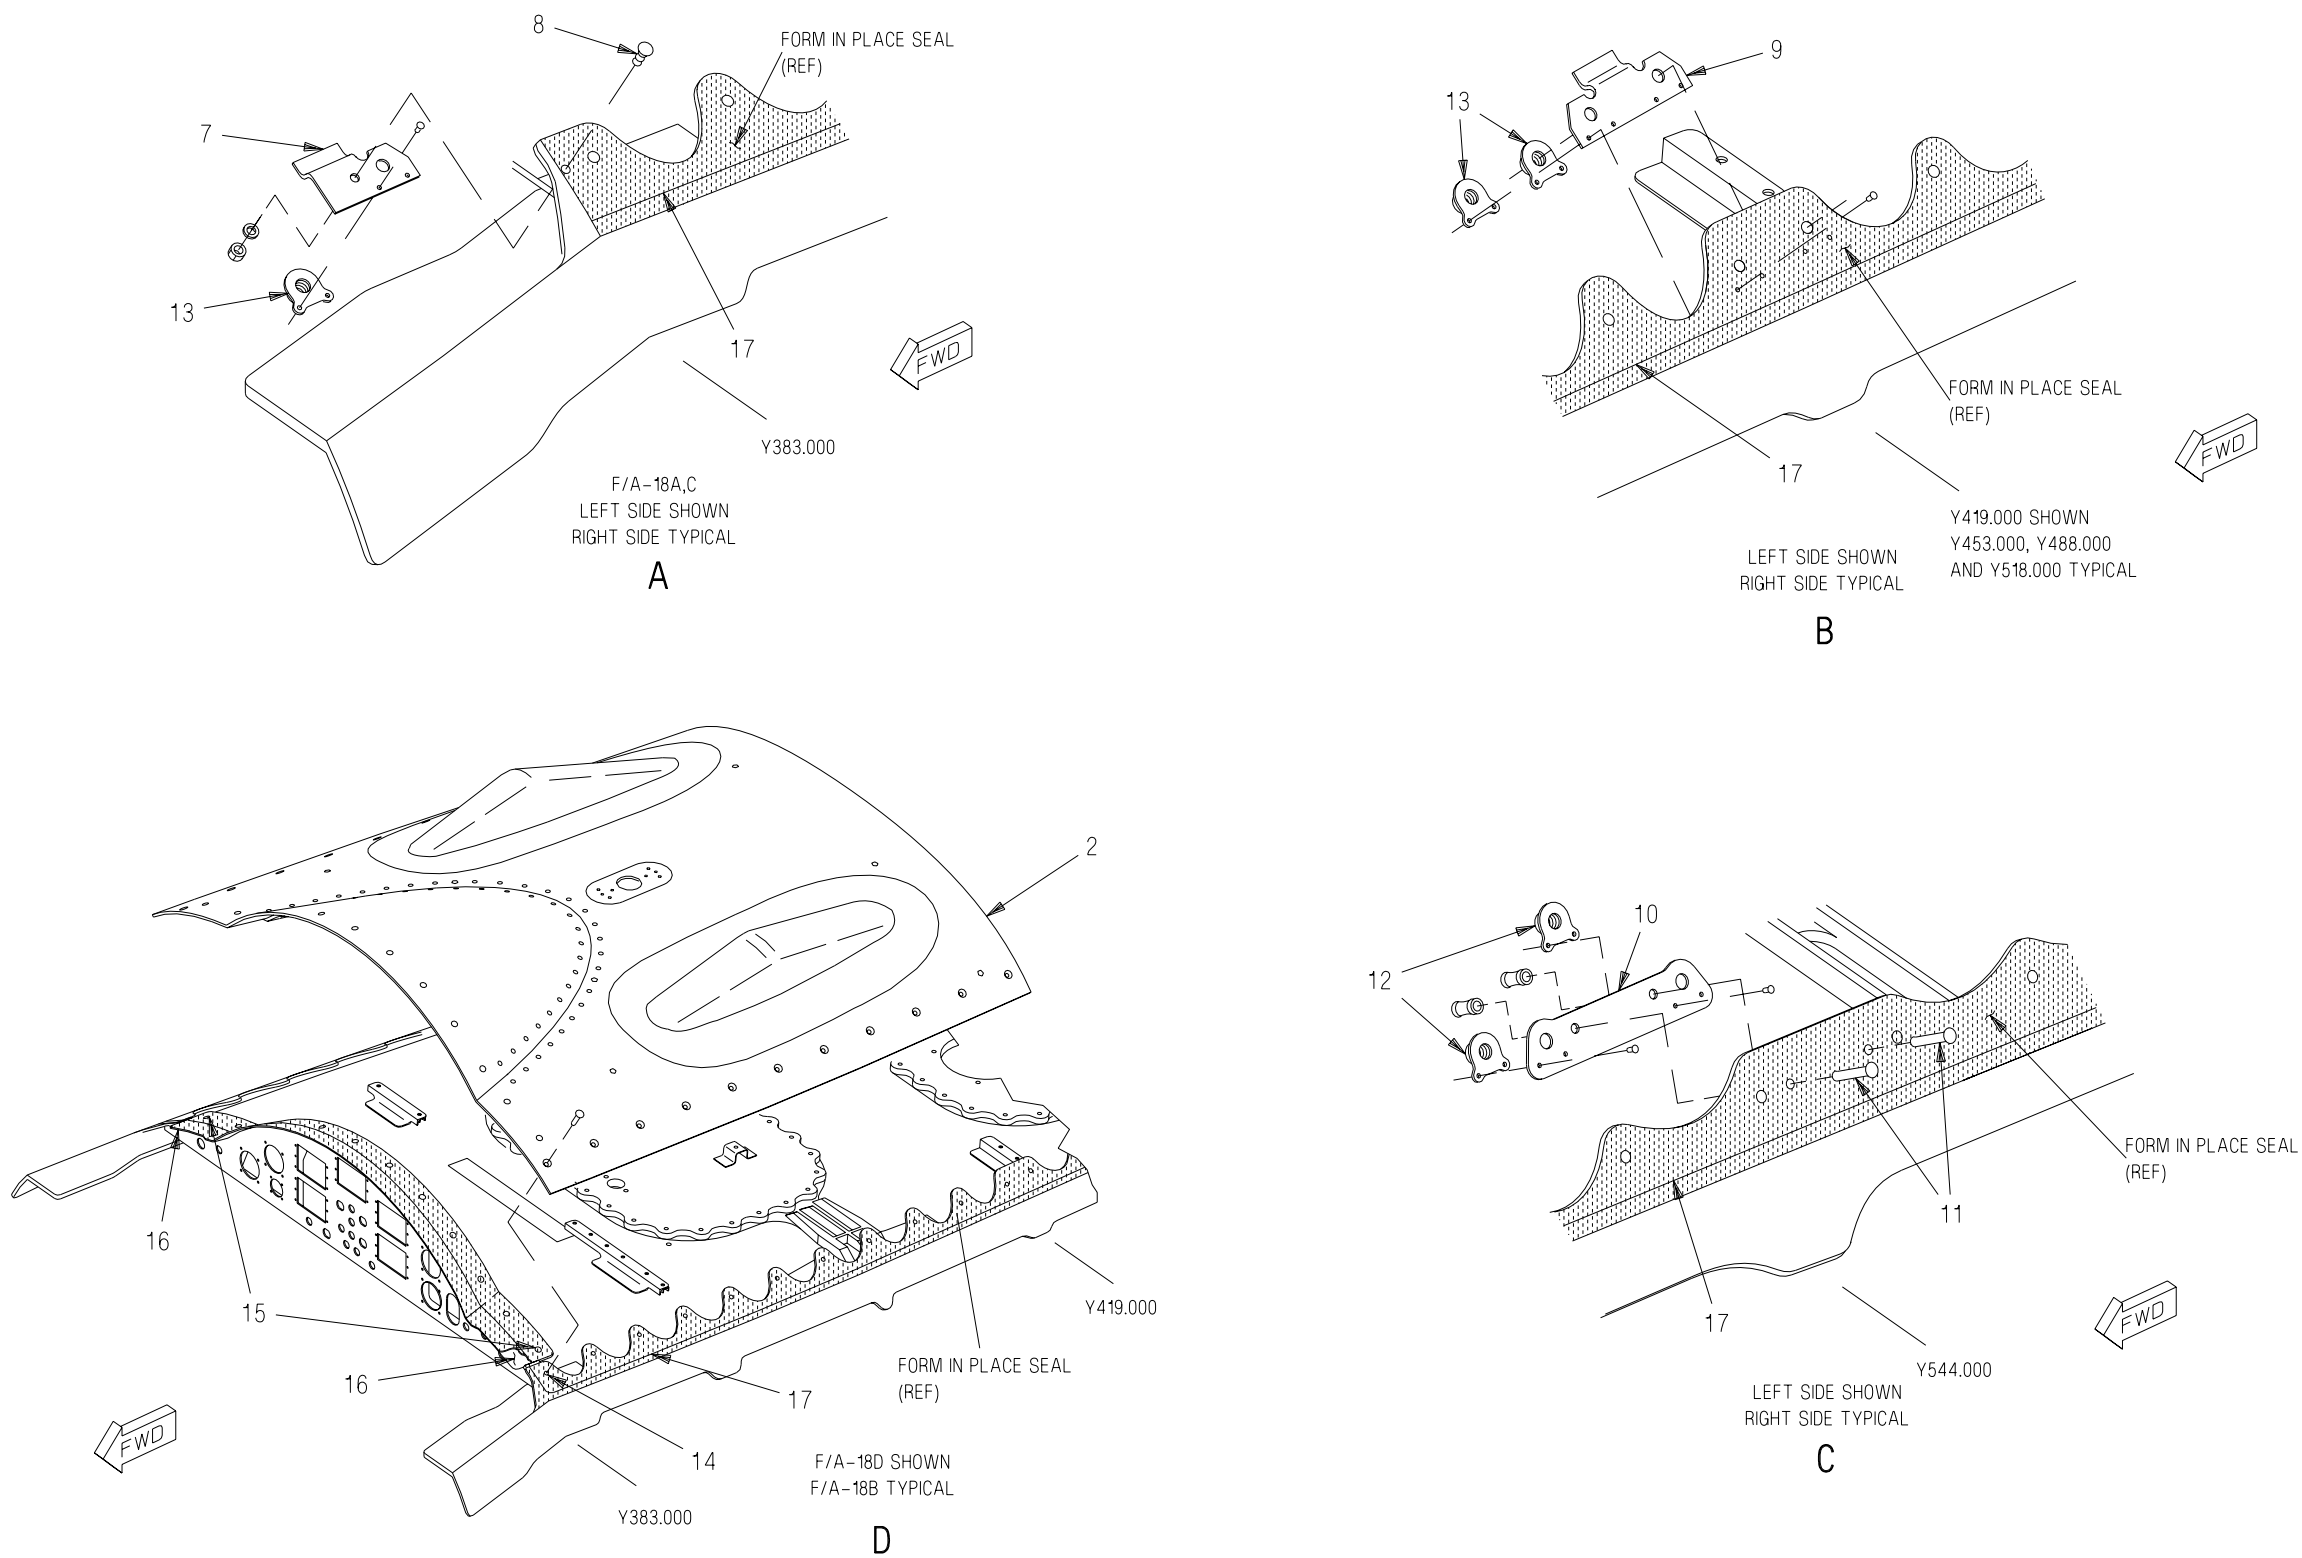 8
FORM IN PLACE SEAL
(REF)
7
13
17
FWD
Y383.000
F/A-18A,C
LEFT SIDE SHOWN
RIGHT SIDE TYPICAL
A
9
13
FORM IN PLACE SEAL
(REF)
17
FWD
Y419.000 SHOWN
Y453.000, Y488.000
AND Y518.000 TYPICAL
LEFT SIDE SHOWN
RIGHT SIDE TYPICAL
B
2
16
15
16
Y419.000
FORM IN PLACE SEAL
(REF)
17
14
FWD
F/A-18D SHOWN
F/A-18B TYPICAL
Y383.000
D
10
12
FORM IN PLACE SEAL
(REF)
11
17
FWD
Y544.000
LEFT SIDE SHOWN
RIGHT SIDE TYPICAL
C